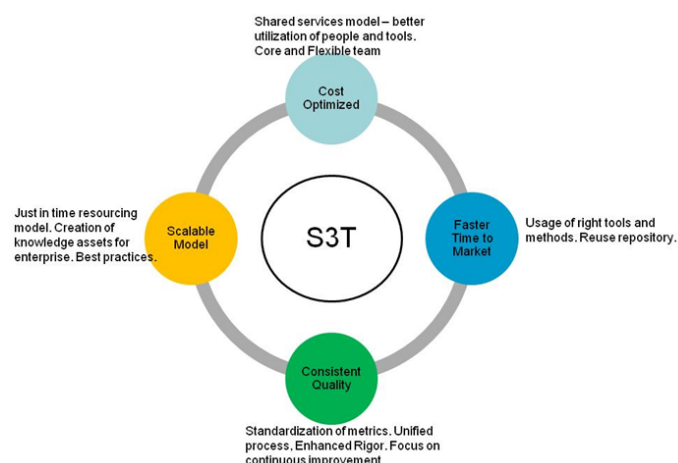 Shared services model – better
utilization of people and tools.
Core and Flexible team
Cost
Optimized
Just in time resourcing
model. Creation of
knowledge assets for
enterprise. Best practices.
Scalable
Model
S3T
Faster
Time to
Market
Usage of right tools and
methods. Reuse repository.
Consistent
Quality
Standardization of metrics. Unified
process, Enhanced Rigor. Focus on
continuous improvement